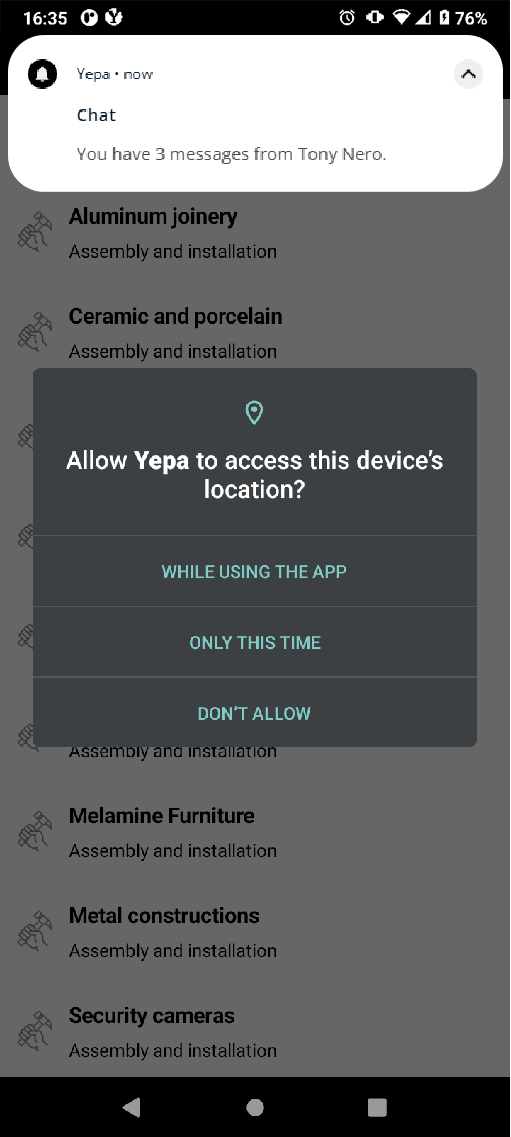 16:35
76%
Yepa • now
Chat
You have 3 messages from Tony Nero.
Aluminum joinery
Assembly and installation
Ceramic and porcelain
Assembly and installation
Allow Yepa to access this device's
location?
WHILE USING THE APP
ONLY THIS TIME
DON'T ALLOW
Assembly and installation
Melamine Furniture
Assembly and installation
Metal constructions
Assembly and installation
Security cameras
Assembly and installation